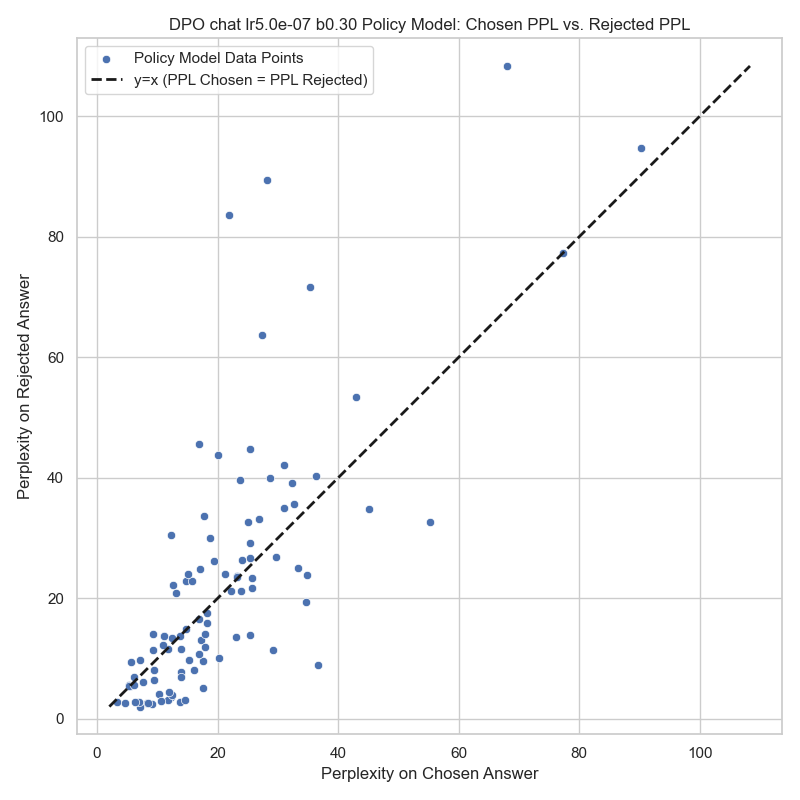 DPO chat lr5.0e-07 b0.30 Policy Model: Chosen PPL vs. Rejected PPL
Policy Model Data Points
y=x (PPL Chosen = PPL Rejected)
Perplexity on Rejected Answer
100
80
60
40
20
0
0 20 40 60 80 100
Perplexity on Chosen Answer